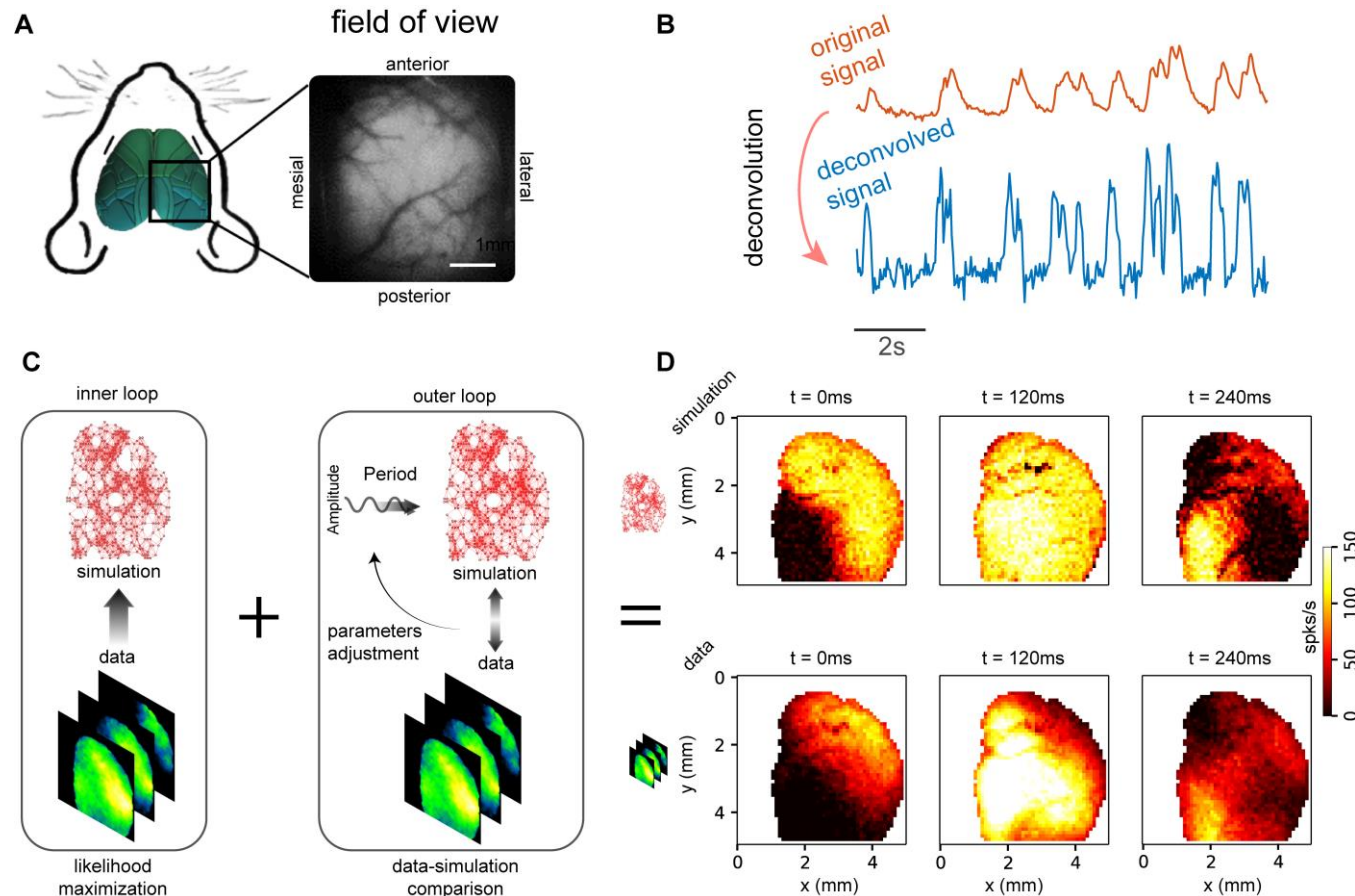 A
field of view
anterior
mesial
lateral
1mm
posterior
B
original
signal
deconvolution
deconvolved
signal
2s
C
inner loop
simulation
data
likelihood
maximization
+
outer loop
Amplitude
Period
simulation
parameters
adjustment
data
data-simulation
comparison
=
D
simulation
t = 0ms
t = 120ms
t = 240ms
0
2
4
y (mm)
data
t = 0ms
t = 120ms
t = 240ms
0
2
4
y (mm)
0
2
4
0
2
4
0
2
4
x (mm)
x (mm)
x (mm)
150
100
50
0
spks/s